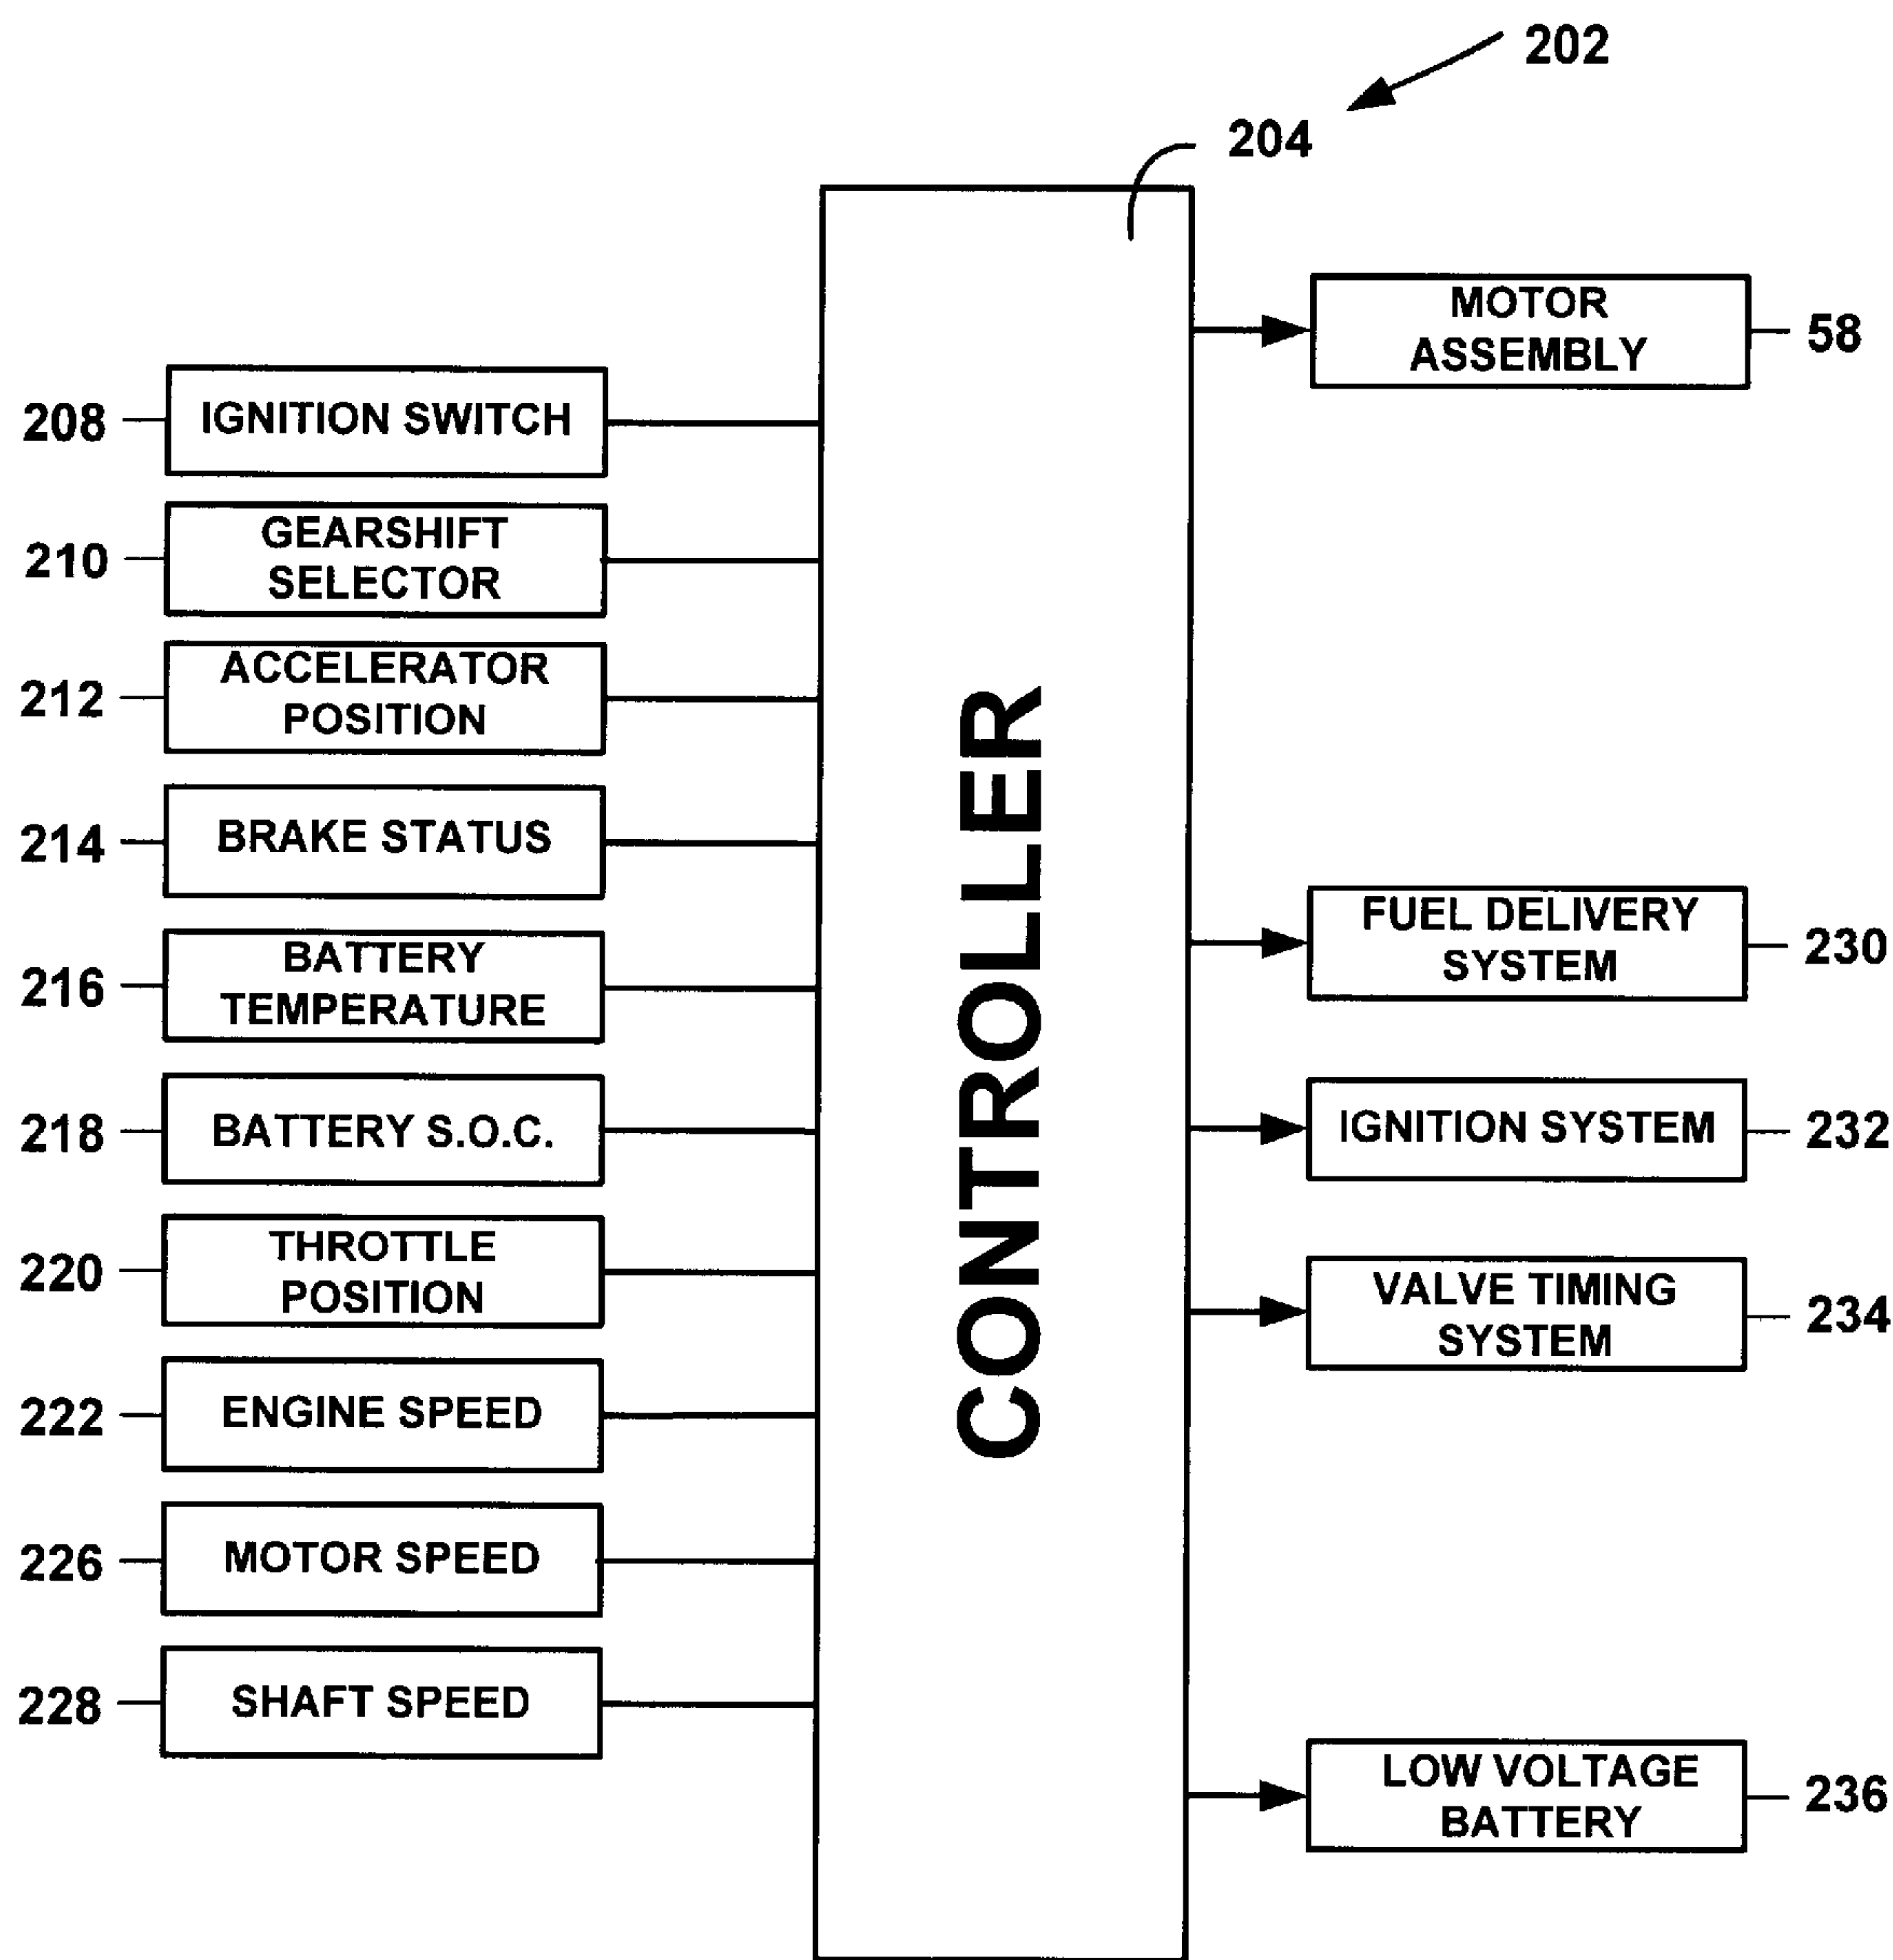 202
204
MOTOR
ASSEMBLY
58
208
IGNITION SWITCH
210
GEARSHIFT
SELECTOR
212
ACCELERATOR
POSITION
214
BRAKE STATUS
216
BATTERY
TEMPERATURE
218
BATTERY S.O.C.
220
THROTTLE
POSITION
222
ENGINE SPEED
226
MOTOR SPEED
228
SHAFT SPEED
CONTROLLER
FUEL DELIVERY
SYSTEM
230
IGNITION SYSTEM
232
VALVE TIMING
SYSTEM
234
LOW VOLTAGE
BATTERY
236